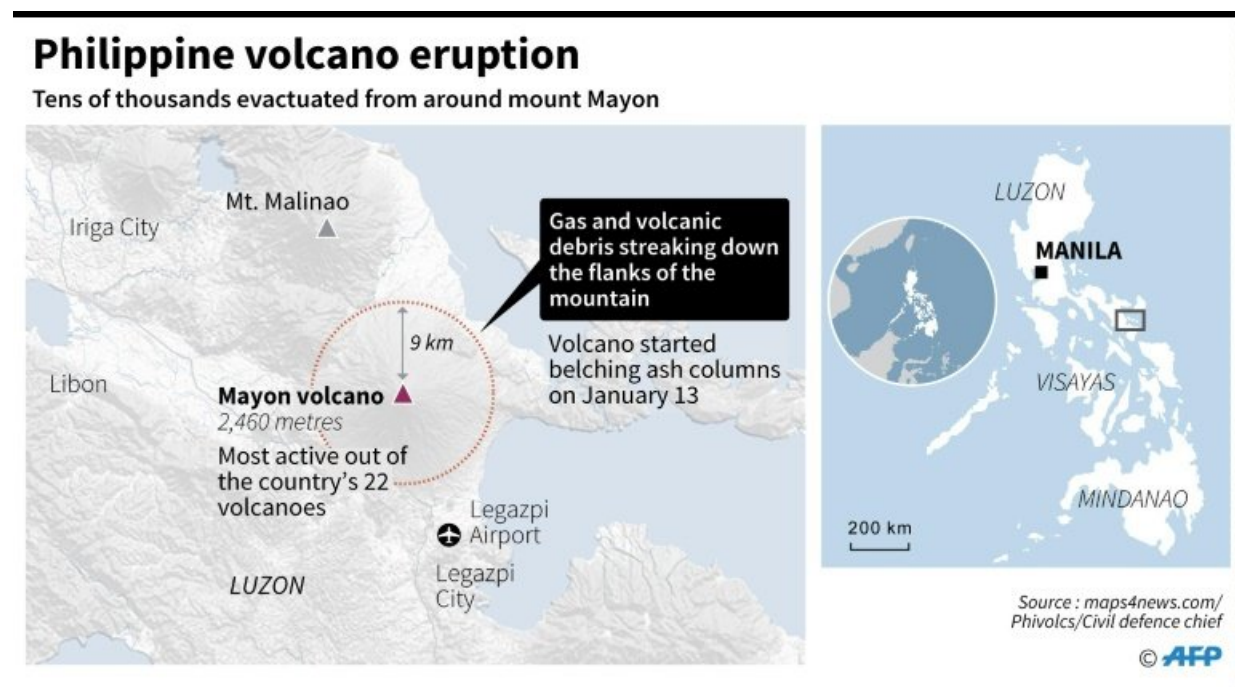 Philippine volcano eruption
Tens of thousands evactuated from around mount Mayon
Mt. Malinao
Iriga City
Gas and volcanic
debris streaking down
the flanks of the
mountain
9 km
Volcano started
belching ash columns
on January 13
Libon
Mayon volcano
2,460 metres
Most active out of
the country's 22
volcanoes
Legazpi
Airport
Legazpi
City
LUZON
LUZON
MANILA
VISAYAS
MINDANAO
200 km
Source : maps4news.com/
Phivolcs/Civil defence chief
© AFP